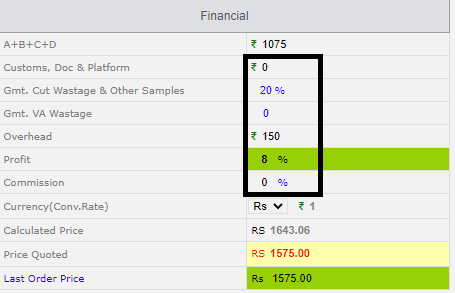 Financial
A+B+C+D ₹ 1075
Customs, Doc & Platform ₹ 0
Gmt. Cut Wastage & Other Samples 20 %
Gmt. VA Wastage 0
Overhead ₹ 150
Profit 8 %
Commission 0 %
Currency(Conv.Rate) Rs ₹ 1
Calculated Price RS 1643.06
Price Quoted RS 1575.00
Last Order Price Rs 1575.00